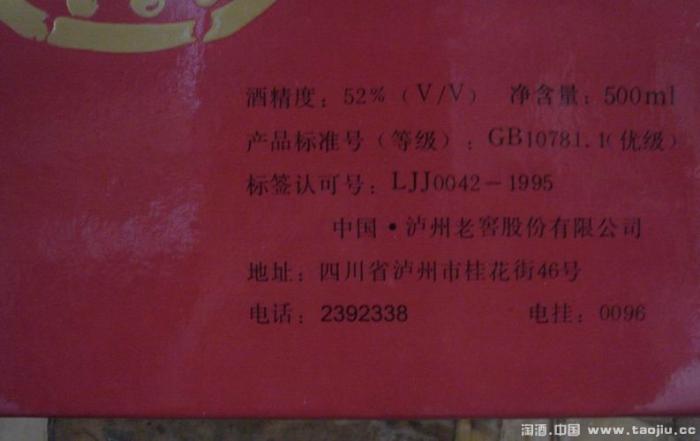 酒精度：52%（V/V） 净含量：500ml
产品标准号（等级）：GB10781.1(优级)
标签认可号：LJJ0042-1995
中国·泸州老窖股份有限公司
地址：四川省泸州市桂花街46号
电话：2392338 电挂：0096
淘酒.中国 www.taojiu.cc